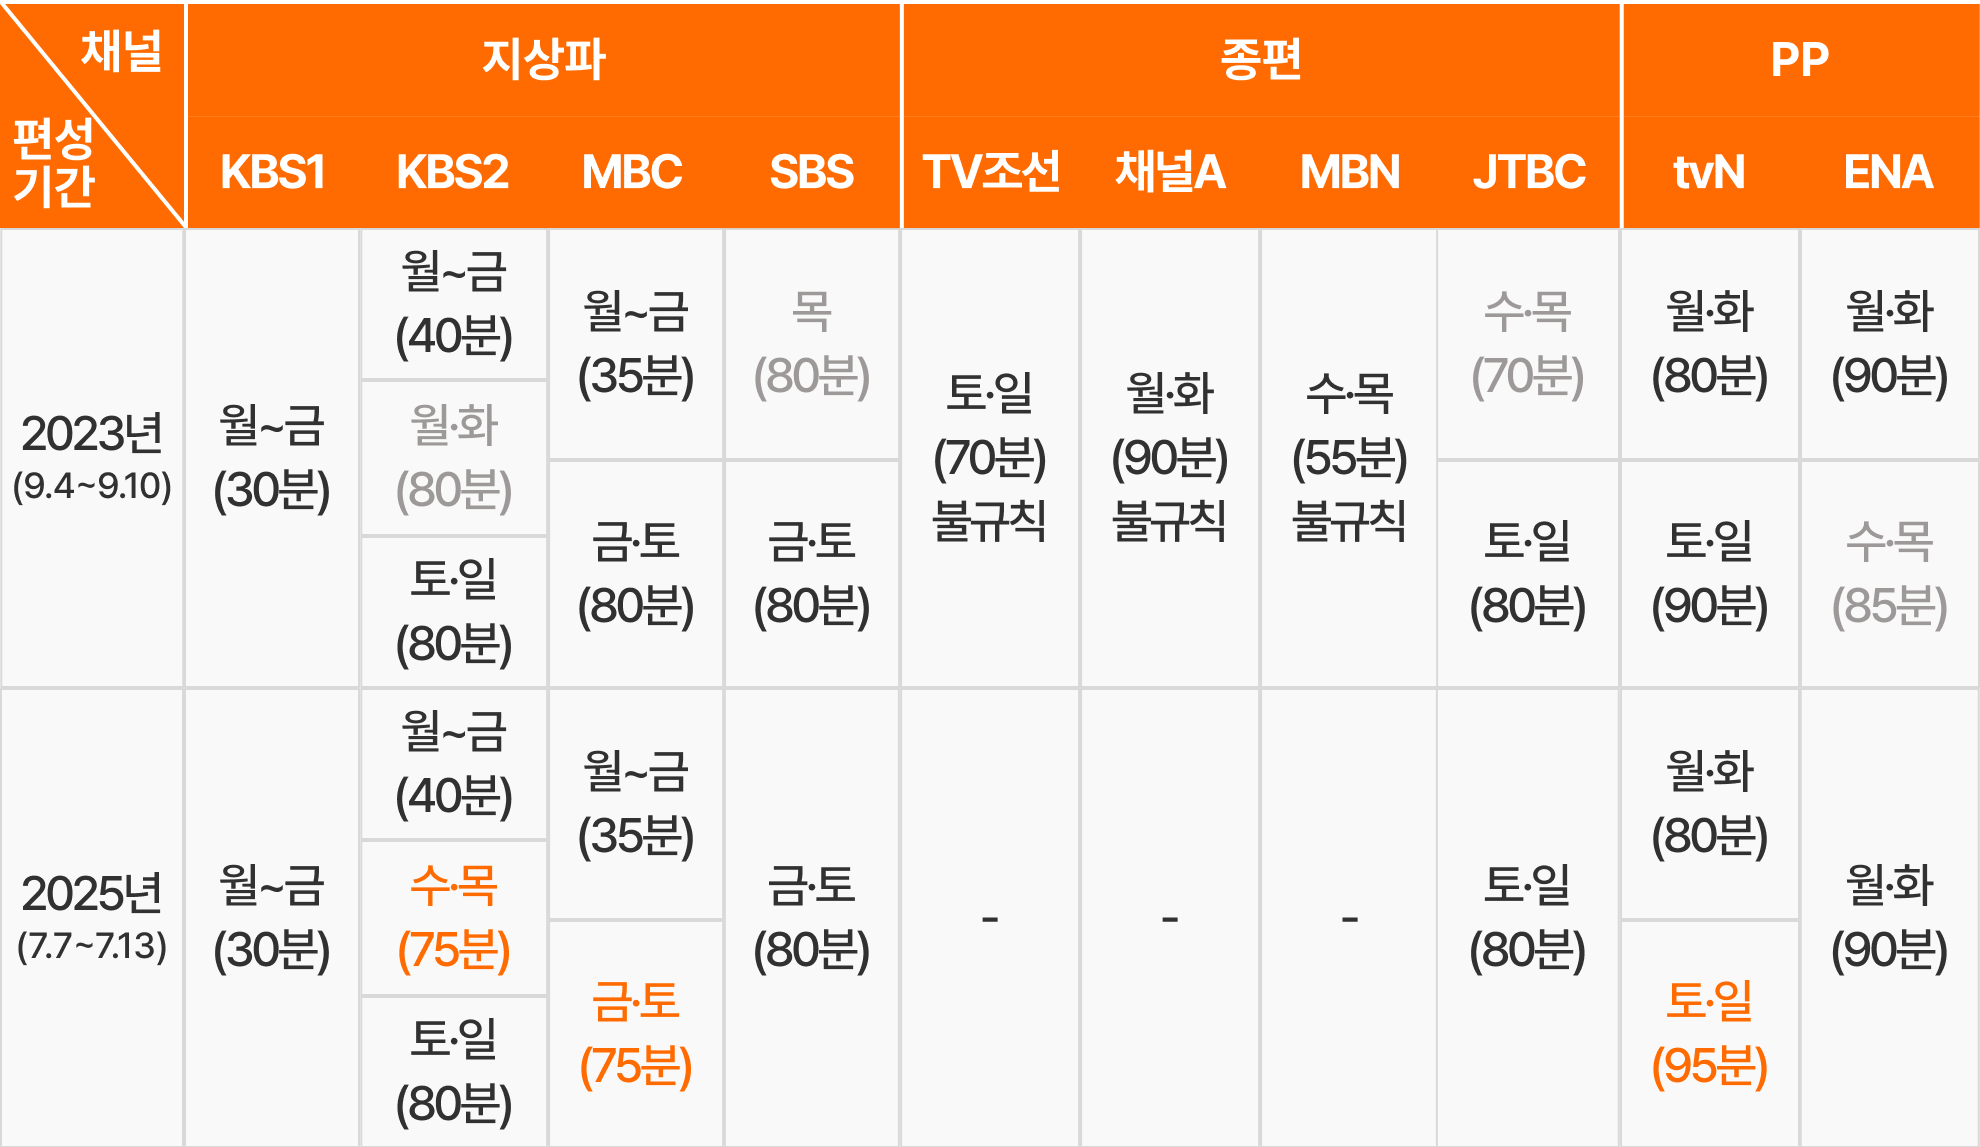 채널
편성
기간
지상파
종편
PP
KBS1
KBS2
MBC
SBS
TV조선
채널A
MBN
JTBC
tvN
ENA
2023년
(9.4~9.10)
월~금
(30분)
월~금
(40분)
월·화
(80분)
토·일
(80분)
월~금
(35분)
금·토
(80분)
목
(80분)
금·토
(80분)
토·일
(70분)
불규칙
월·화
(90분)
불규칙
수·목
(55분)
불규칙
수·목
(70분)
토·일
(80분)
월·화
(80분)
토·일
(90분)
월·화
(90분)
수·목
(85분)
2025년
(7.7~7.13)
월~금
(30분)
월~금
(40분)
수·목
(75분)
토·일
(80분)
월~금
(35분)
금·토
(75분)
금·토
(80분)
-
-
-
토·일
(80분)
월·화
(80분)
토·일
(95분)
월·화
(90분)